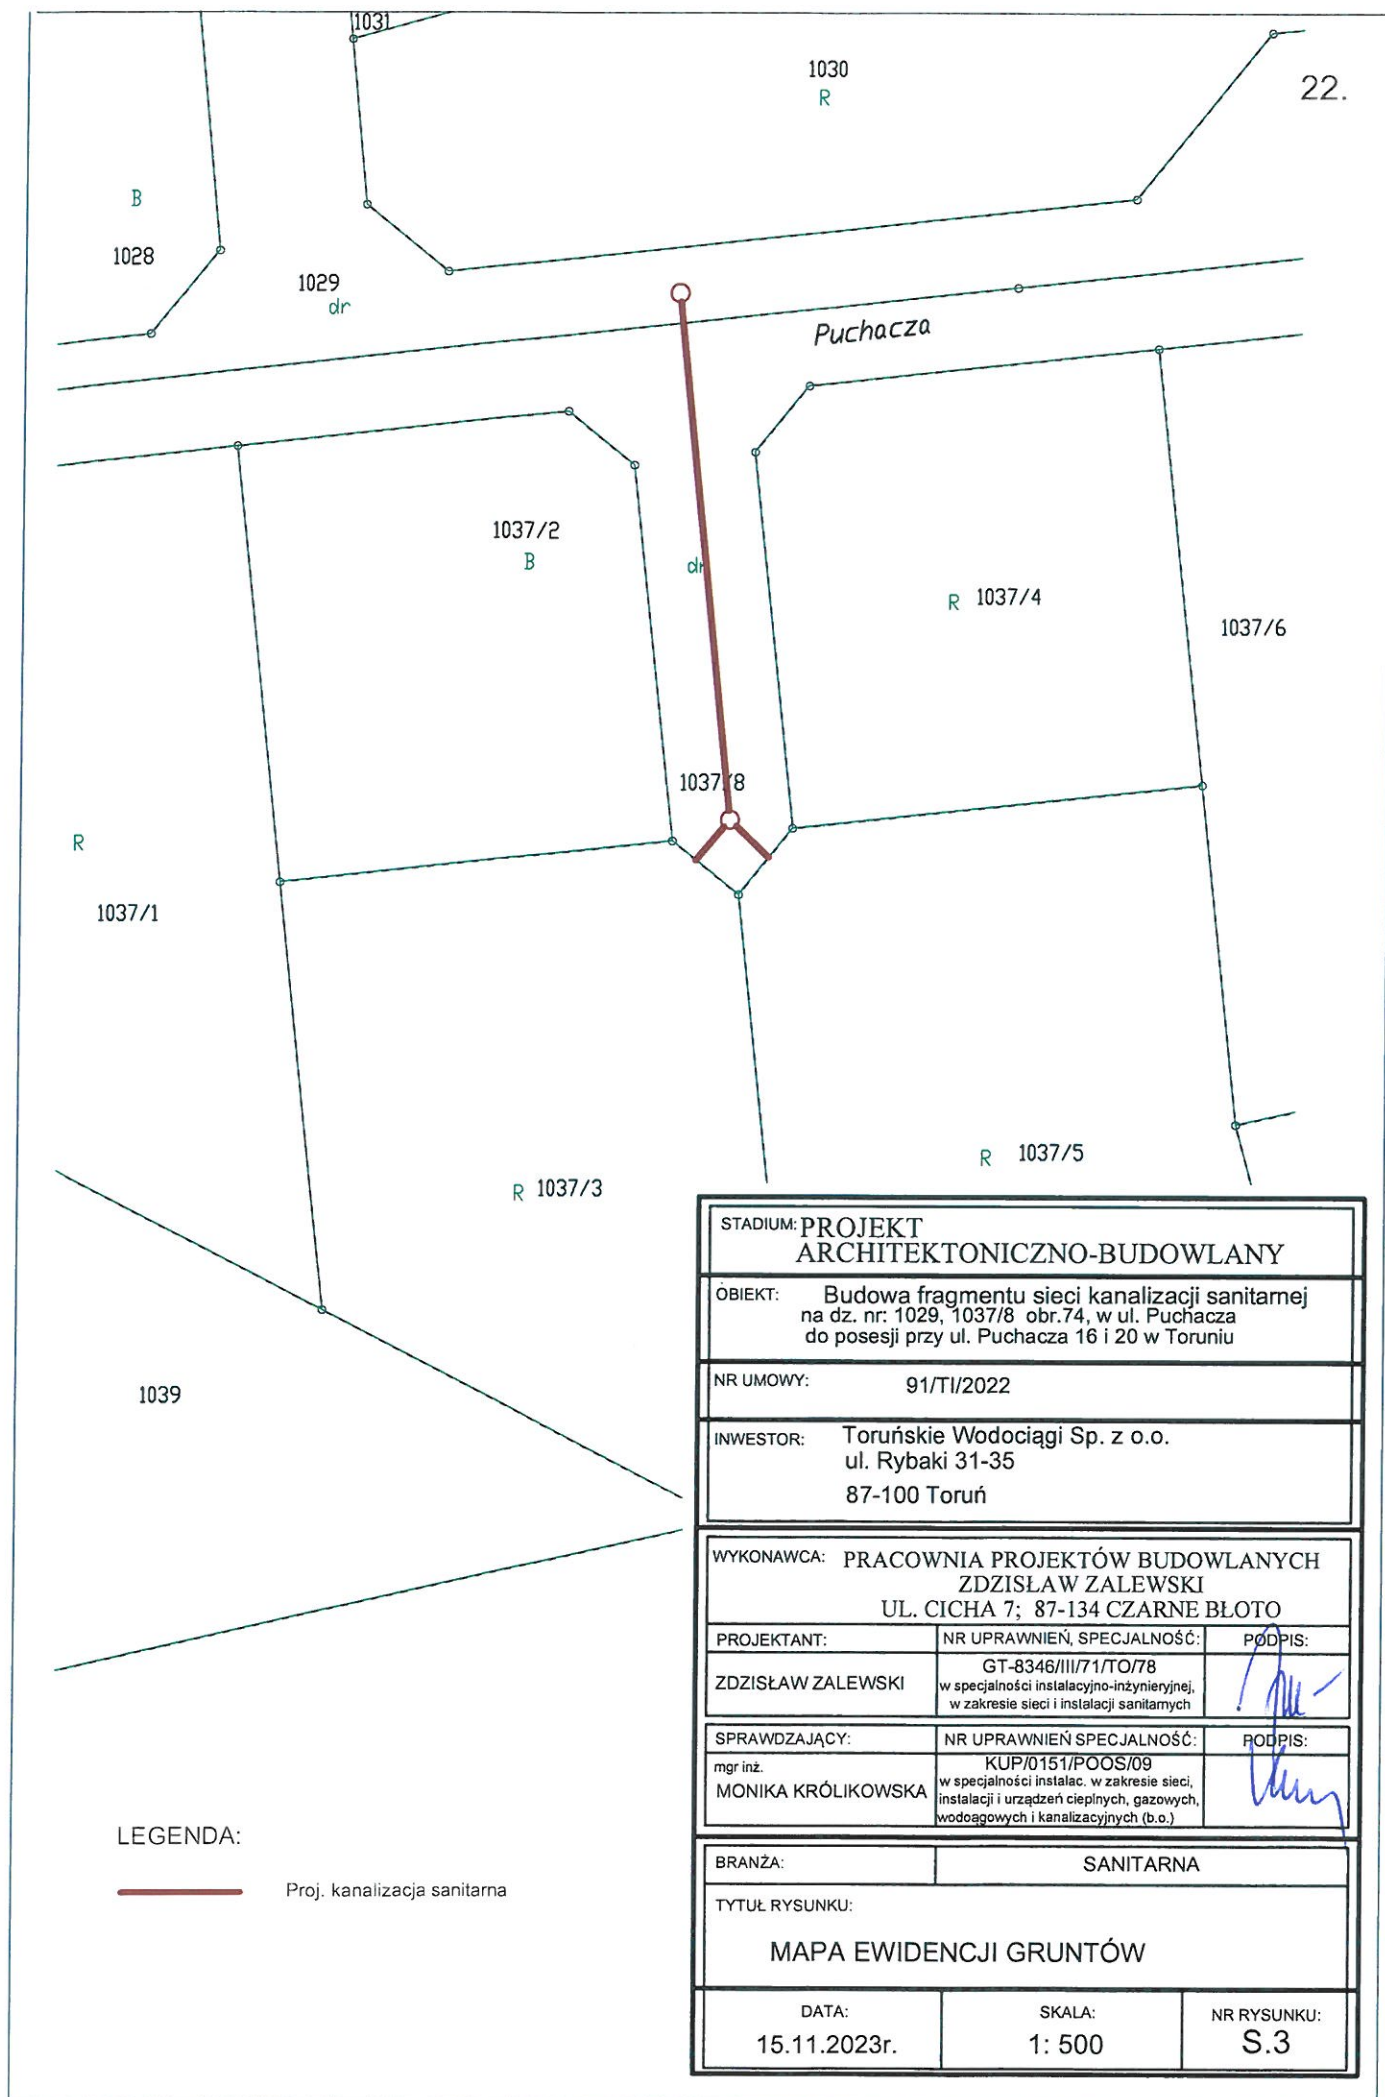 1031
1030
R
22.
B
1028
1029
dr
Puchacza
1037/2
B
dr
R 1037/4
1037/6
1037/8
R
1037/1
R 1037/5
R 1037/3
1039
STADIUM: PROJEKT
ARCHITEKTONICZNO-BUDOWLANY
OBIEKT: Budowa fragmentu sieci kanalizacji sanitarnej
na dz. nr: 1029, 1037/8 obr.74, w ul. Puchacza
do posesji przy ul. Puchacza 16 i 20 w Toruniu
NR UMOWY: 91/TI/2022
INWESTOR: Toruńskie Wodociągi Sp. z o.o.
ul. Rybaki 31-35
87-100 Toruń
WYKONAWCA: PRACOWNIA PROJEKTÓW BUDOWLANYCH
ZDZISŁAW ZALEWSKI
UL. CICHA 7; 87-134 CZARNE BŁOTO
PROJEKTANT: NR UPRAWNIEŃ, SPECJALNOŚĆ: PODPIS:
ZDZISŁAW ZALEWSKI
GT-8346/III/71/TO/78
w specjalności instalacyjno-inżynieryjnej,
w zakresie sieci i instalacji sanitarnych
SPRAWDZAJĄCY: NR UPRAWNIEŃ SPECJALNOŚĆ: PODPIS:
mgr inż.
MONIKA KRÓLIKOWSKA
KUP/0151/POOS/09
w specjalności instalac. w zakresie sieci,
instalacji i urządzeń cieplnych, gazowych,
wodoągowych i kanalizacyjnych (b.o.)
BRANŻA: SANITARNA
TYTUŁ RYSUNKU:
MAPA EWIDENCJI GRUNTÓW
DATA: SKALA: NR RYSUNKU:
15.11.2023r. 1: 500 S.3
LEGENDA:
Proj. kanalizacja sanitarna